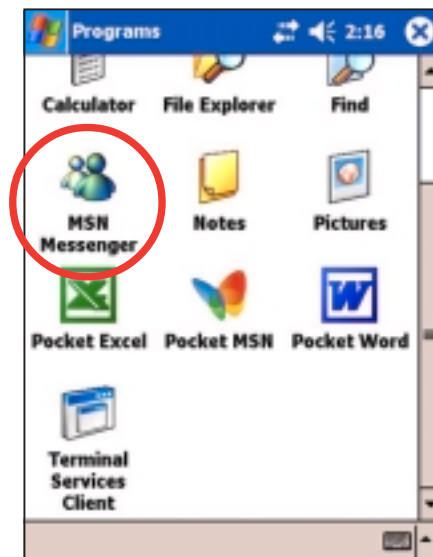 Programs 2:16
Calculator File Explorer Find
MSN Notes Pictures
Messenger
Pocket Excel Pocket MSN Pocket Word
Terminal
Services
Client